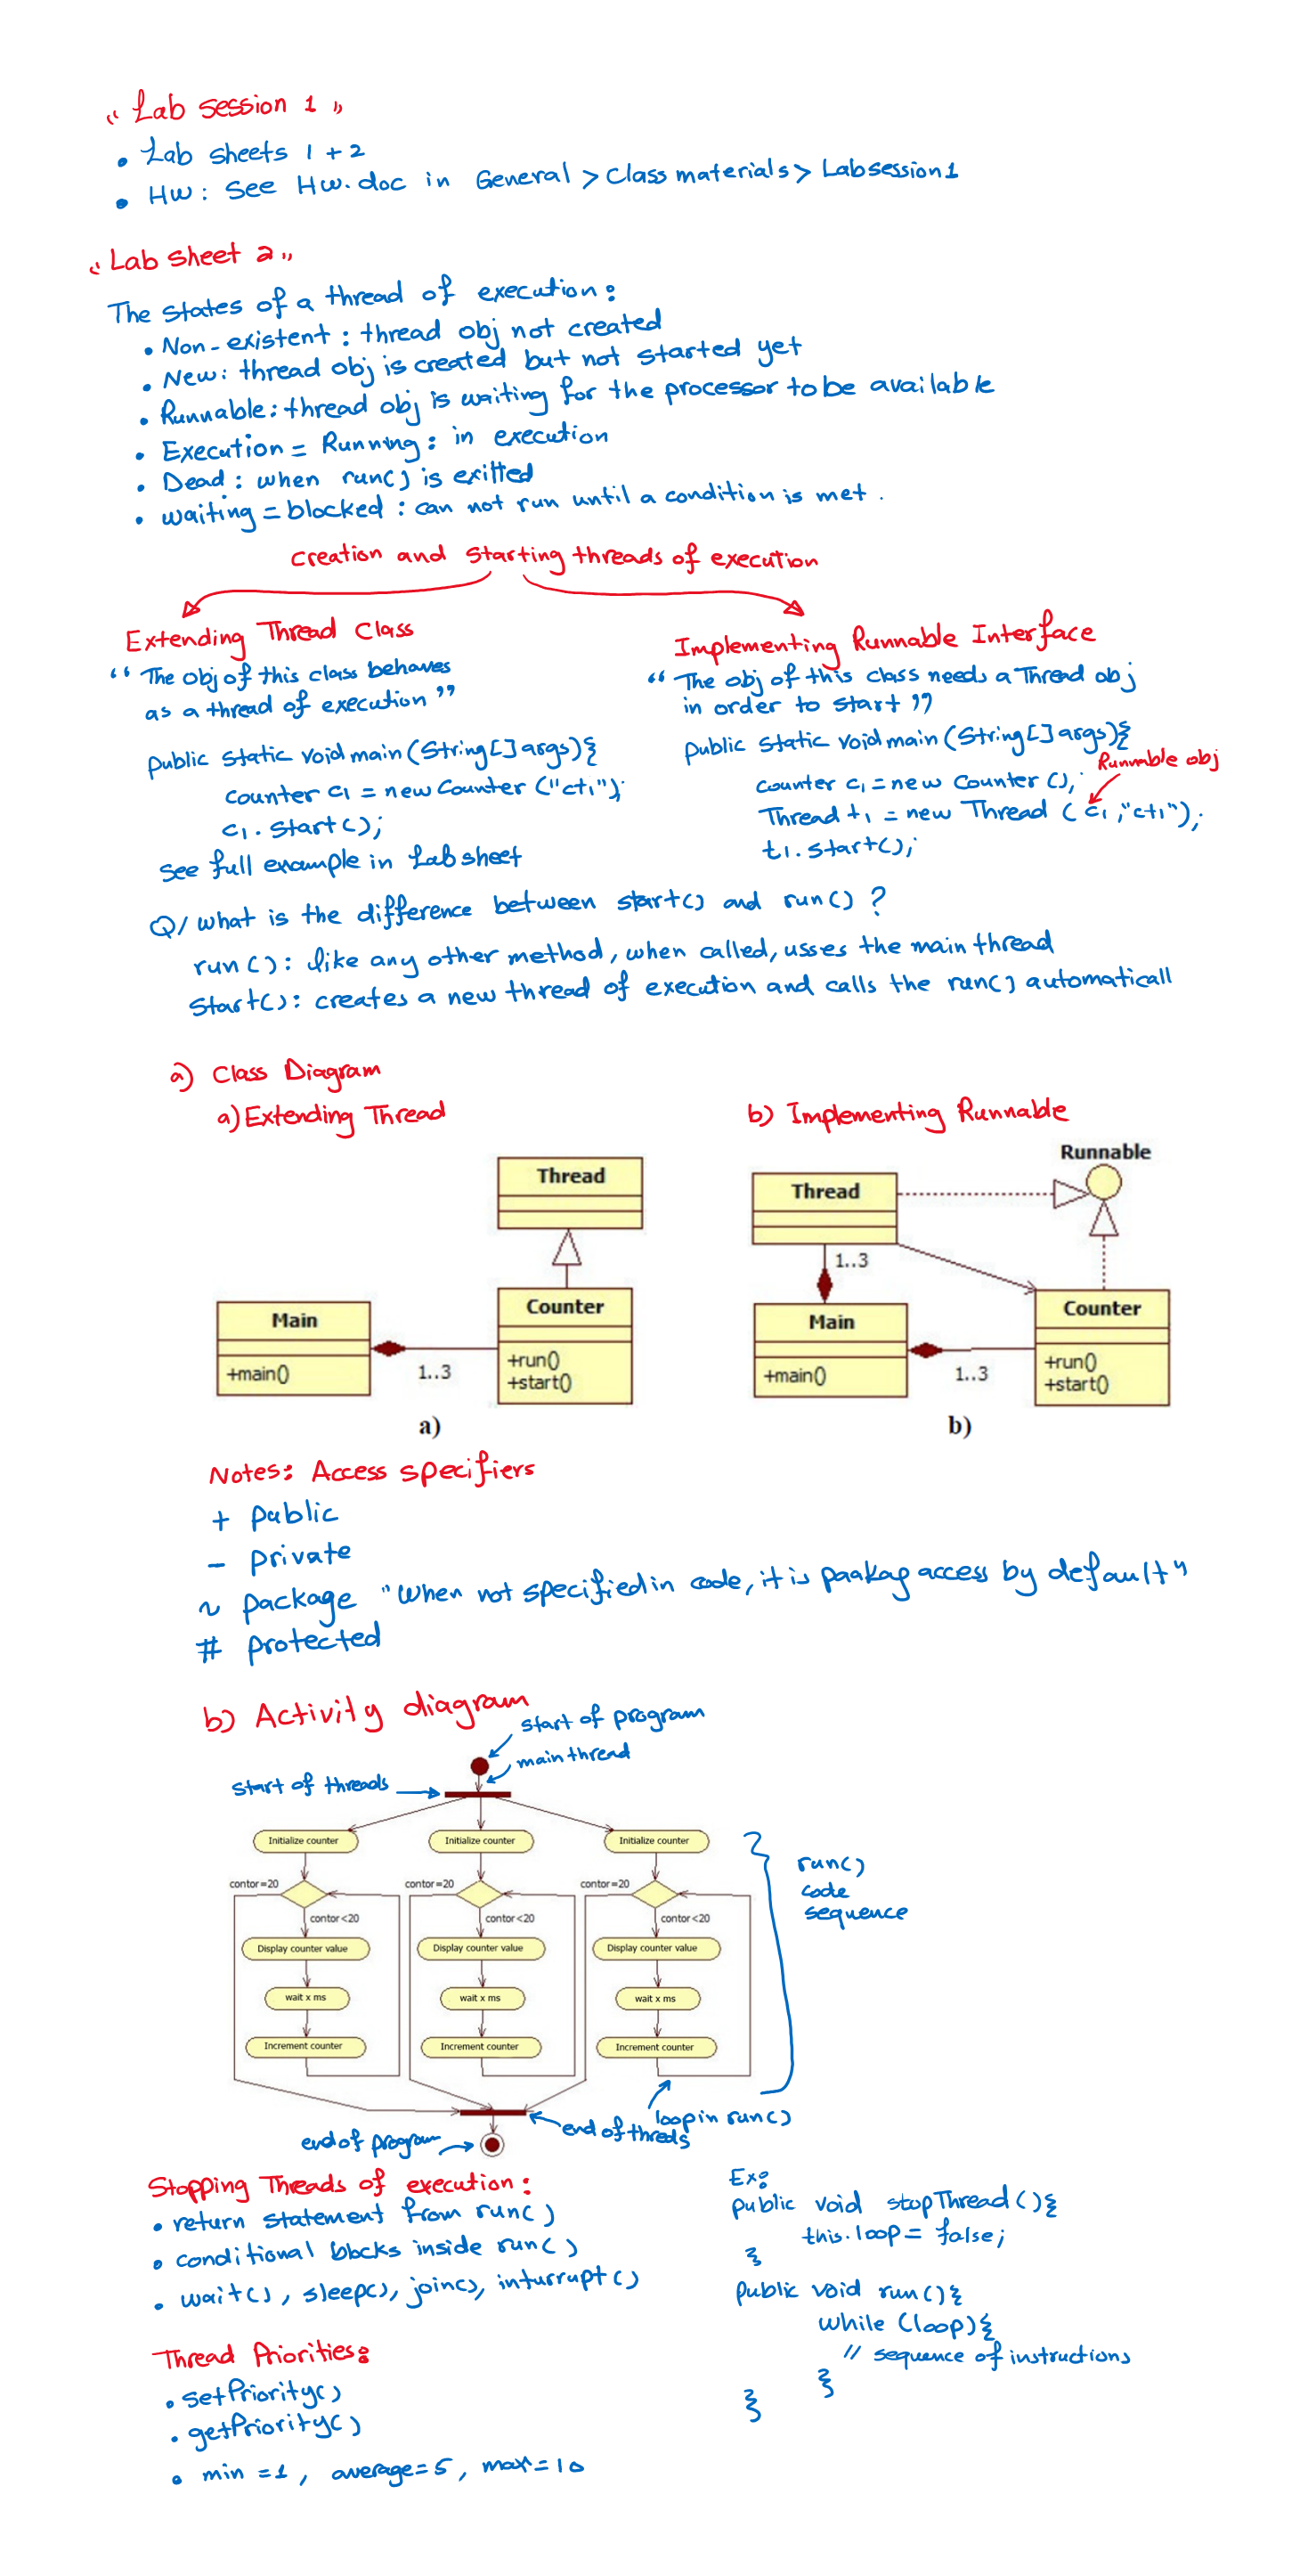 "Lab session 1"
• Lab sheets 1 + 2
• HW: See HW.doc in General > Class materials > Lab session 1
"Lab sheet 2"
The states of a thread of execution:
• Non-existent: thread obj not created
• New: thread obj is created but not started yet
• Runnable: thread obj is waiting for the processor to be available
• Execution = Running: in execution
• Dead: when run() is exitted
• waiting = blocked: can not run until a condition is met.
Creation and starting threads of execution
Extending Thread Class
"The obj of this class behaves
as a thread of execution"
public static void main (String[] args){
counter c1 = new Counter ("ct1");
c1.start();
see full example in Lab sheet
Implementing Runnable Interface
"The obj of this class needs a Thread obj
in order to start"
public static void main (String[] args){
Runnable obj
counter c1 = new Counter ();
Thread t1 = new Thread (c1, "ct1");
t1.start();
Q/ what is the difference between start() and run()?
run(): like any other method, when called, usses the main thread
Start(): creates a new thread of execution and calls the run() automaticall
a) Class Diagram
a) Extending Thread
b) Implementing Runnable
Thread
Counter
+run()
+start()
Main
+main()
1..3
a)
Runnable
Thread
1..3
Main
+main()
1..3
Counter
+run()
+start()
b)
Notes: Access specifiers
+ public
- private
~ package "When not specified in code, it is paakag access by default"
# protected
b) Activity diagram
start of program
main thread
start of threads
Initialize counter Initialize counter Initialize counter
contor=20 contor=20 contor=20
contor<20 contor<20 contor<20
Display counter value Display counter value Display counter value
wait x ms wait x ms wait x ms
Increment counter Increment counter Increment counter
run()
code
sequence
loop in run()
end of threds
end of program
Stopping Threads of execution:
• return statement from run()
• conditional blocks inside run()
• wait(), sleep(), join(), inturrupt()
Ex:
public void stopThread(){
this.loop = false;
}
public void run(){
while (loop){
// sequence of instructions
}
}
Thread Priorities:
• setPriority()
• getPriority()
• min = 1, average = 5, max = 10